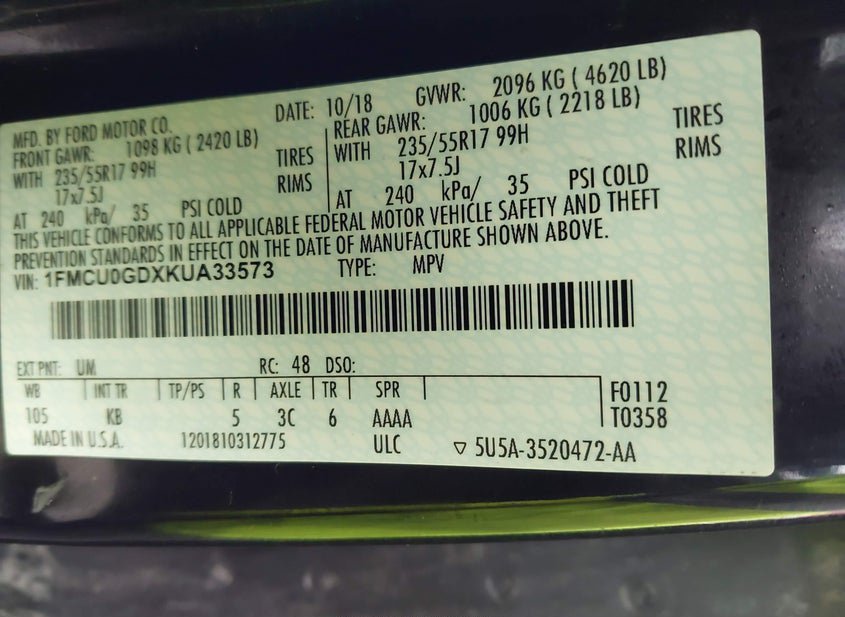 MFD. BY FORD MOTOR CO.
DATE: 10/18 GVWR: 2096 KG ( 4620 LB)
FRONT GAWR: 1098 KG ( 2420 LB)
WITH 235/55R17 99H TIRES
17x7.5J RIMS
AT 240 kPa/ 35 PSI COLD
REAR GAWR: 1006 KG ( 2218 LB)
WITH 235/55R17 99H TIRES
17x7.5J RIMS
AT 240 kPa/ 35 PSI COLD
THIS VEHICLE CONFORMS TO ALL APPLICABLE FEDERAL MOTOR VEHICLE SAFETY AND THEFT
PREVENTION STANDARDS IN EFFECT ON THE DATE OF MANUFACTURE SHOWN ABOVE.
VIN: 1FMCU0GDXKUA33573 TYPE: MPV
EXT PNT: UM RC: 48 DSO:
WB INT TR TP/PS R AXLE TR SPR F0112
105 KB 5 3C 6 AAAA T0358
MADE IN U.S.A. 1201810312775 ULC ▽ 5U5A-3520472-AA